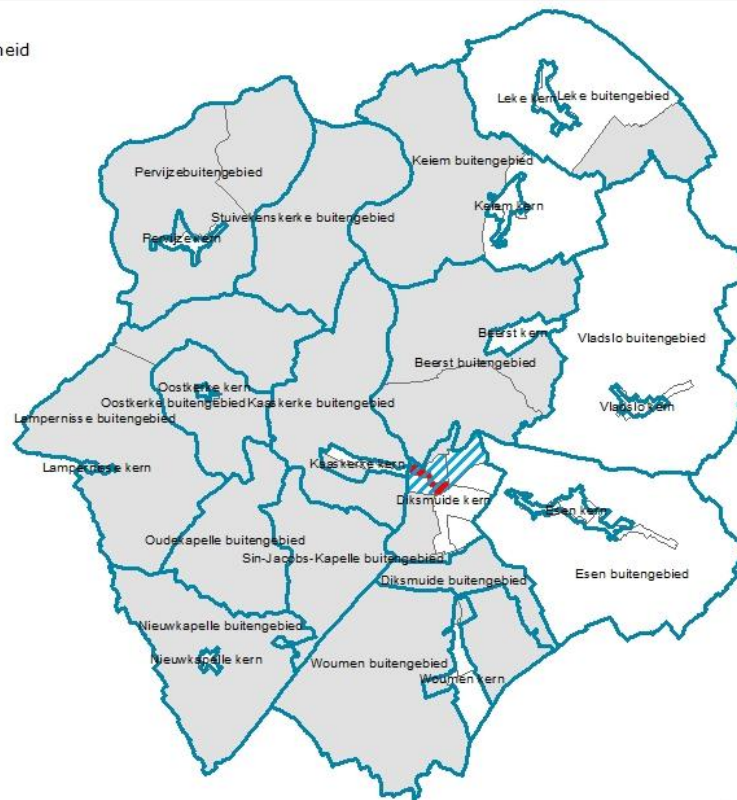 heid
Leke kern
Leke buitengebied
Keiem buitengebied
Pervijzebuitengebied
Keiem kern
Stuivekenskerke buitengebied
Pervijze kern
Beerst kern
Vladslo buitengebied
Beerst buitengebied
Oostkerke kern
Oostkerke buitengebied
Kaaskerke buitengebied
Vladslo kern
Lampernisse buitengebied
Kaaskerke kern
Lampernisse kern
Diksmuide kern
Esen kern
Oudekapelle buitengebied
Sin-Jacobs-Kapelle buitengebied
Esen buitengebied
Diksmuide buitengebied
Nieuwkapelle buitengebied
Nieuwkapelle kern
Woumen buitengebied
Woumen kern